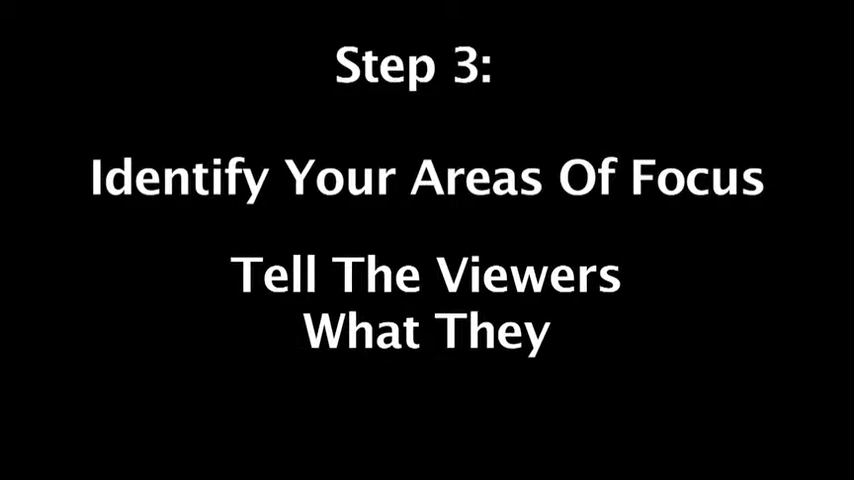 Step 3:
Identify Your Areas Of Focus
Tell The Viewers
What They